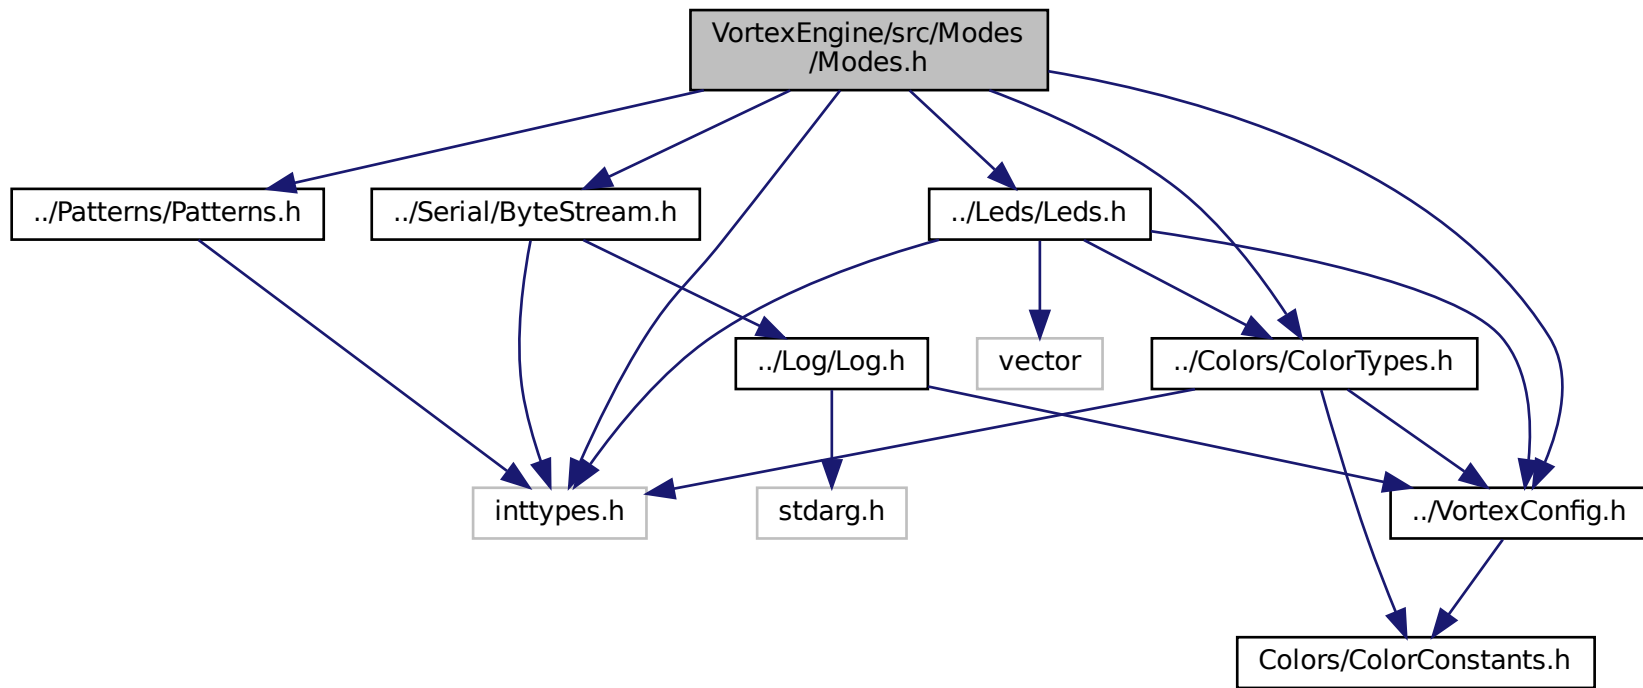 VortexEngine/src/Modes
/Modes.h
../Patterns/Patterns.h
../Serial/ByteStream.h
../Leds/Leds.h
../Log/Log.h
vector
../Colors/ColorTypes.h
inttypes.h
stdarg.h
../VortexConfig.h
Colors/ColorConstants.h